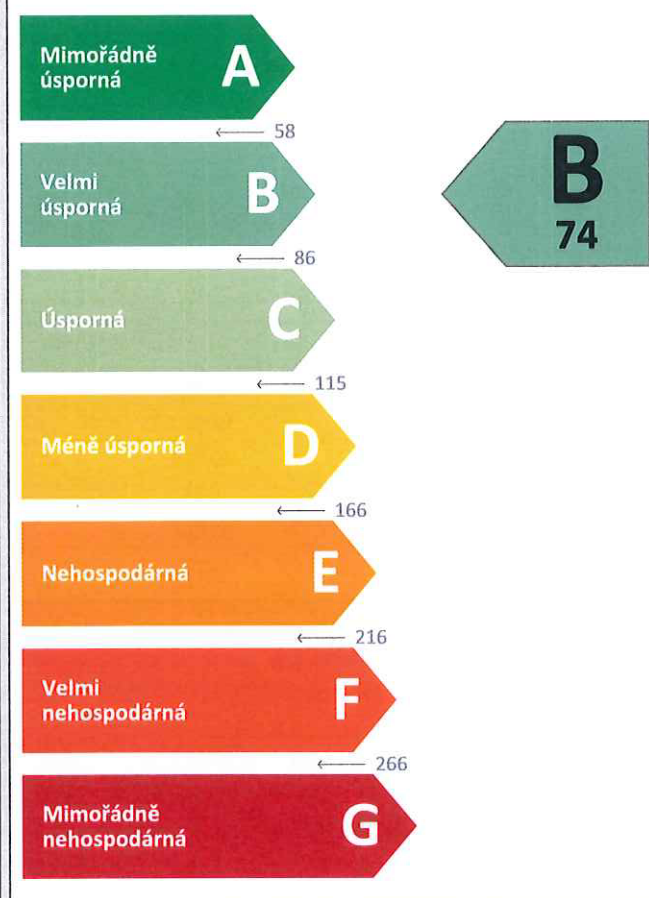 Mimořádně
úsporná
A
58
Velmi
úsporná
B
B
74
86
Úsporná
C
115
Méně úsporná
D
166
Nehospodárná
E
216
Velmi
nehospodárná
F
266
Mimořádně
nehospodárná
G